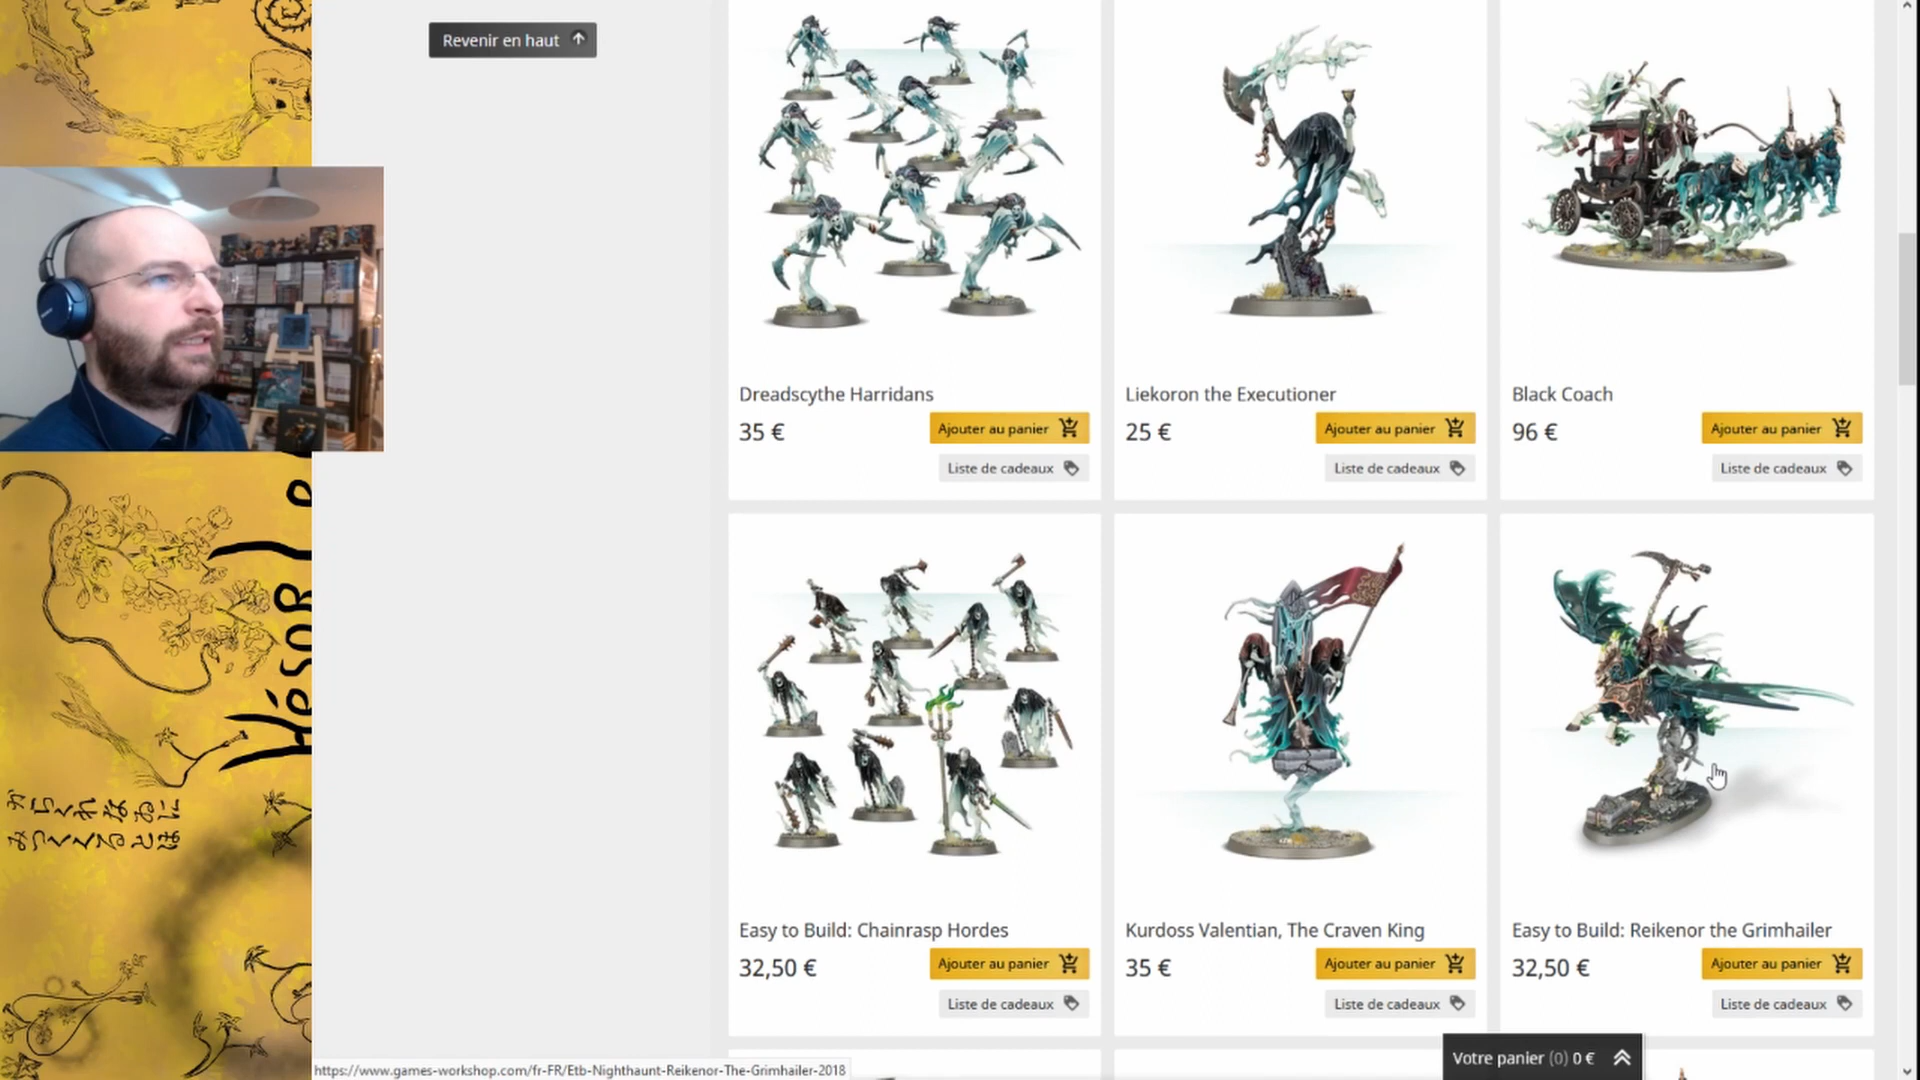 Revenir en haut
Dreadscythe Harridans
35 €
Ajouter au panier
Liste de cadeaux
Liekoron the Executioner
25 €
Ajouter au panier
Liste de cadeaux
Black Coach
96 €
Ajouter au panier
Liste de cadeaux
Easy to Build: Chainrasp Hordes
32,50 €
Ajouter au panier
Liste de cadeaux
Kurdoss Valentian, The Craven King
35 €
Ajouter au panier
Liste de cadeaux
Easy to Build: Reikenor the Grimhailer
32,50 €
Ajouter au panier
Liste de cadeaux
Votre panier (0) 0 €
https://www.games-workshop.com/fr-FR/Etb-Nighthaunt-Reikenor-The-Grimhailer-2018